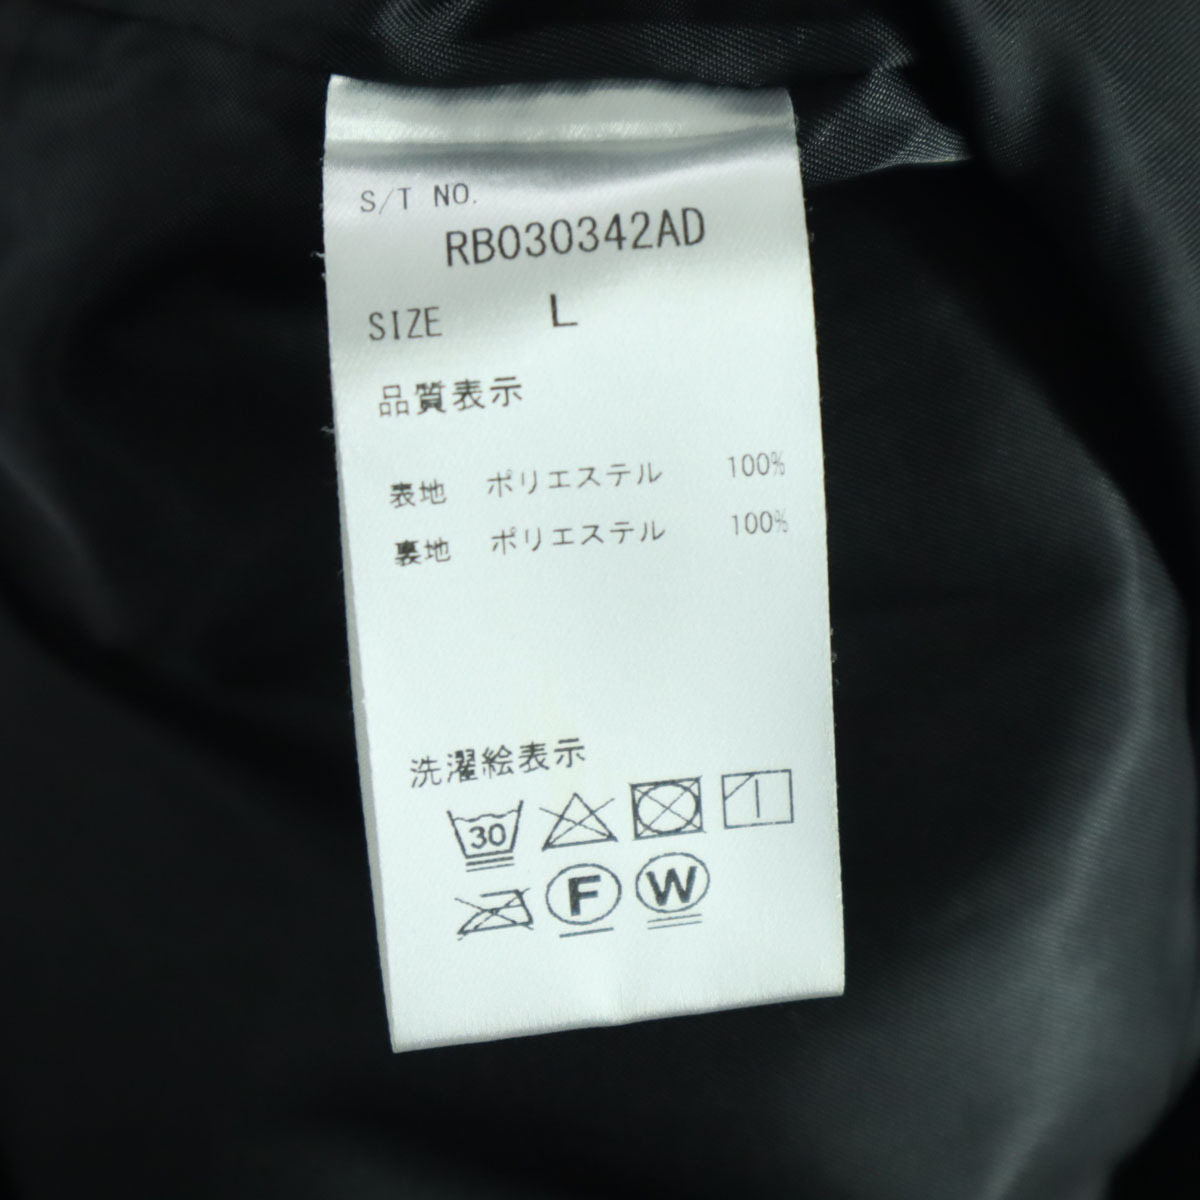 S/T NO.
RB030342AD
SIZE L
品質表示
表地 ポリエステル 100%
裏地 ポリエステル 100%
洗濯絵表示
30
F W